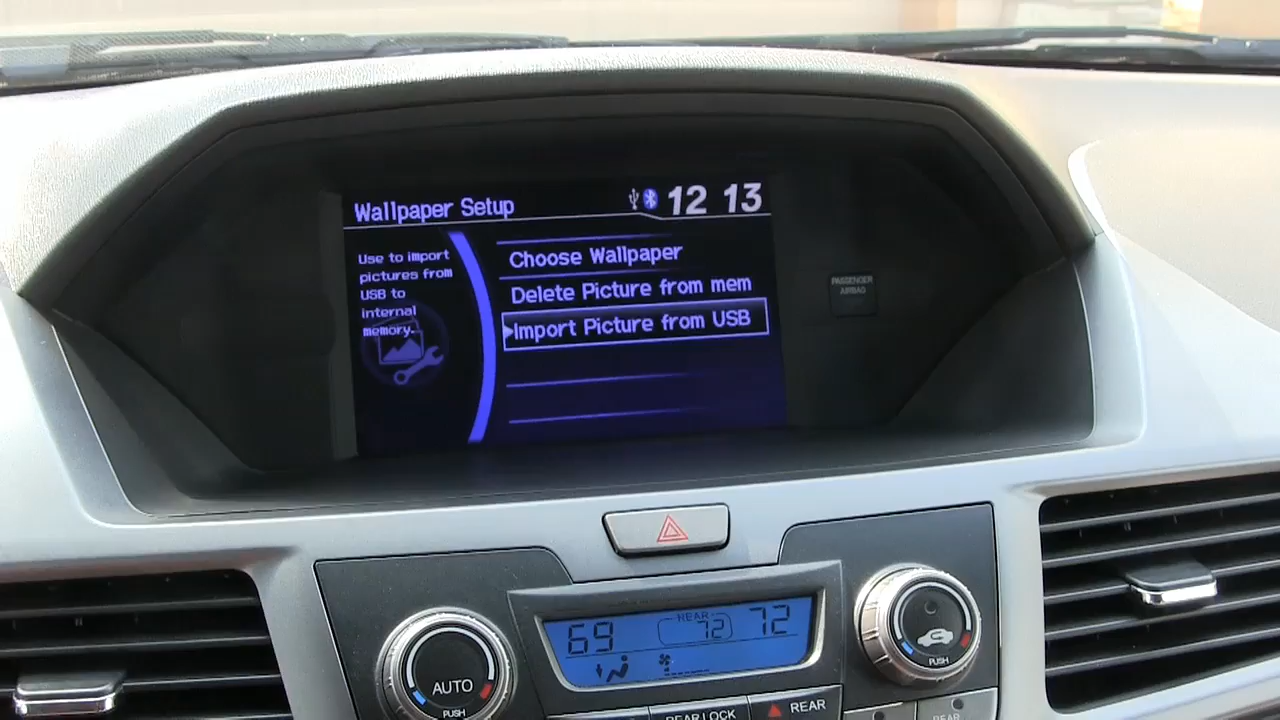 Wallpaper Setup
12 13
Use to import
pictures from
USB to
internal
memory.
Choose Wallpaper
Delete Picture from mem
Import Picture from USB
PASSENGER
AIRBAG
69
REAR
72
72
AUTO
PUSH
PUSH
REAR LOCK
REAR
REAR